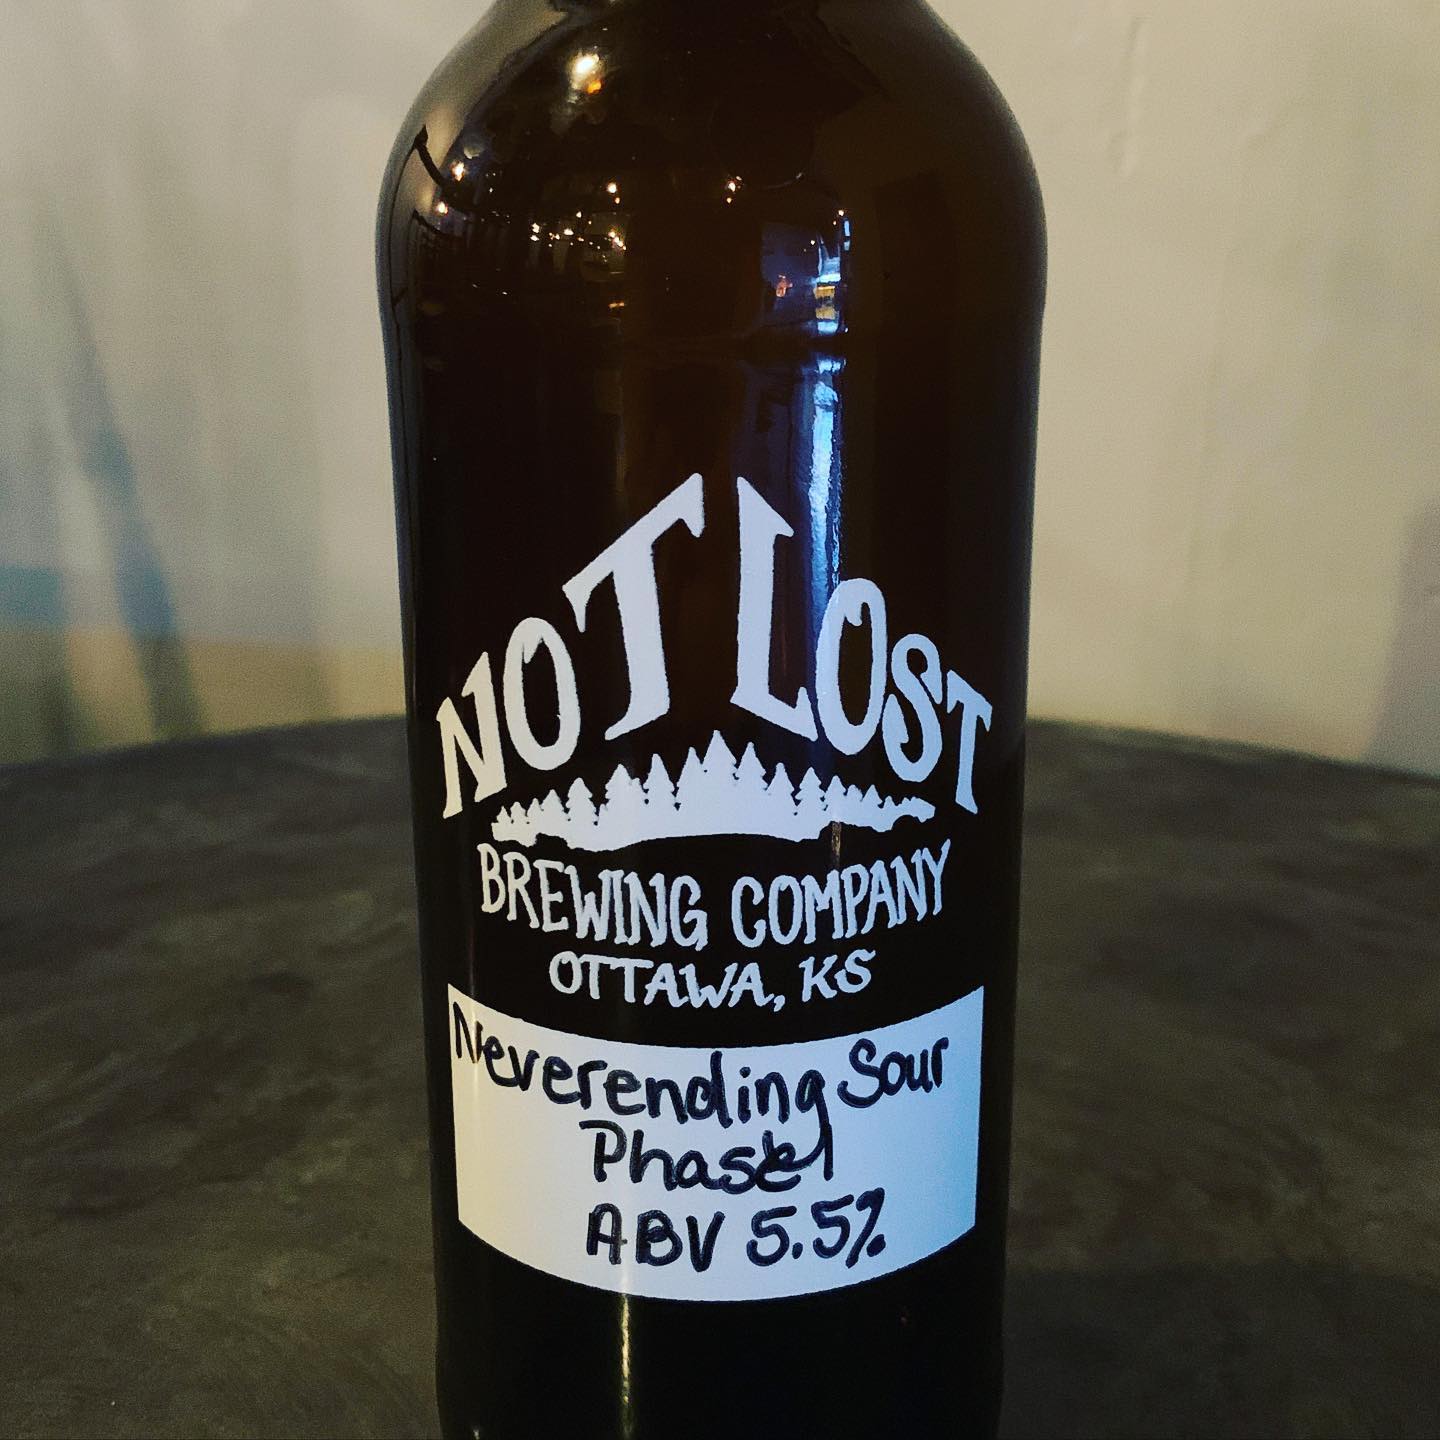 NOT LOST
BREWING COMPANY
OTTAWA, KS
Neverending Sour
Phase 1
ABV 5.5%